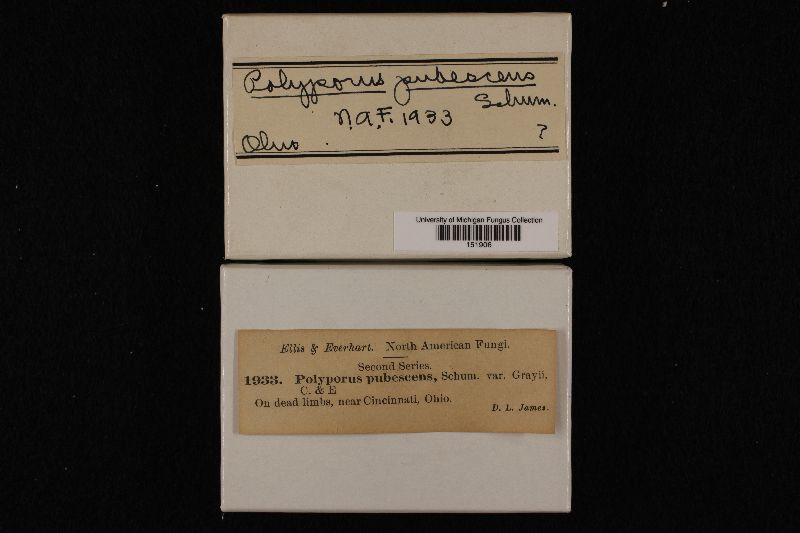 Polyporus pubescens
Schum.
N.A.F. 1933
?
Ohio
University of Michigan Fungus Collection
151906
Ellis & Everhart. North American Fungi.
Second Series.
1933. Polyporus pubescens, Schum. var. Grayii,
C. & E
On dead limbs, near Cincinnati, Ohio.
D. L. James.